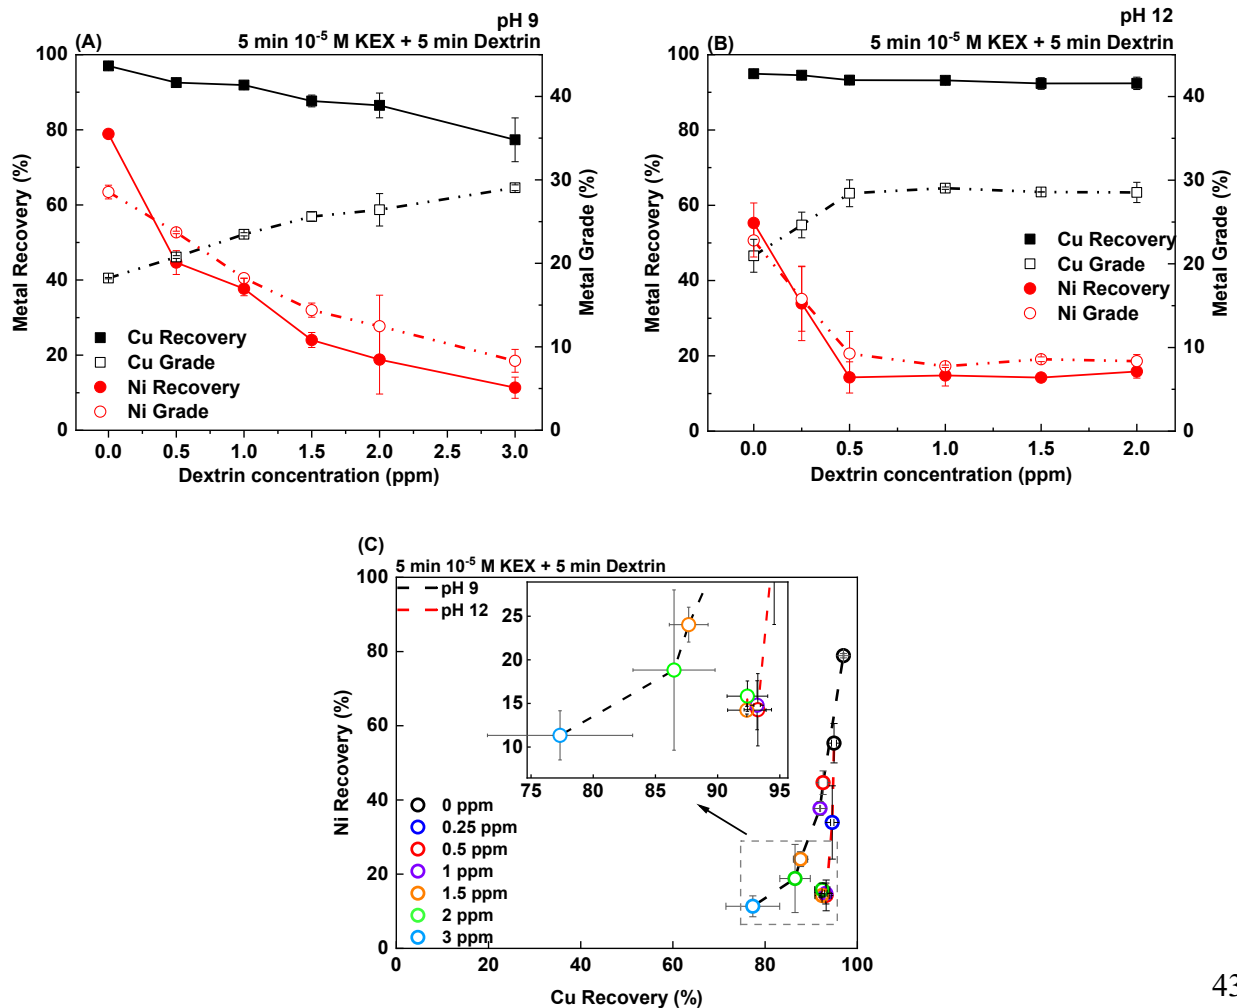 pH 9
(A)
5 min 10⁻⁵ M KEX + 5 min Dextrin
100
80
60
40
20
0
Metal Recovery (%)
40
30
20
10
0
Metal Grade (%)
Cu Recovery
Cu Grade
Ni Recovery
Ni Grade
0.0 0.5 1.0 1.5 2.0 2.5 3.0
Dextrin concentration (ppm)
pH 12
(B)
5 min 10⁻⁵ M KEX + 5 min Dextrin
100
80
60
40
20
0
Metal Recovery (%)
40
30
20
10
0
Metal Grade (%)
Cu Recovery
Cu Grade
Ni Recovery
Ni Grade
0.0 0.5 1.0 1.5 2.0
Dextrin concentration (ppm)
(C)
5 min 10⁻⁵ M KEX + 5 min Dextrin
100
80
60
40
20
0
Ni Recovery (%)
pH 9
pH 12
25
20
15
10
75 80 85 90 95
0 ppm
0.25 ppm
0.5 ppm
1 ppm
1.5 ppm
2 ppm
3 ppm
0 20 40 60 80 100
Cu Recovery (%)
43